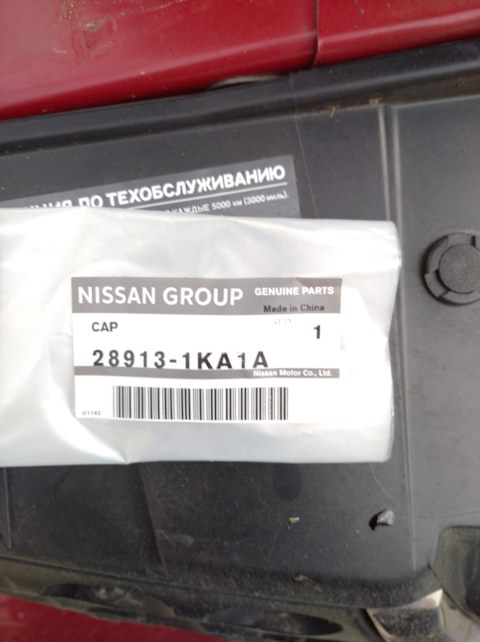 ПО ТЕХОБСЛУЖИВАНИЮ
КАЖДЫЕ 5000 км (3000 миль).
NISSAN GROUP GENUINE PARTS
Made in China
CAP 1
28913-1KA1A
Nissan Motor Co., Ltd.
U1193